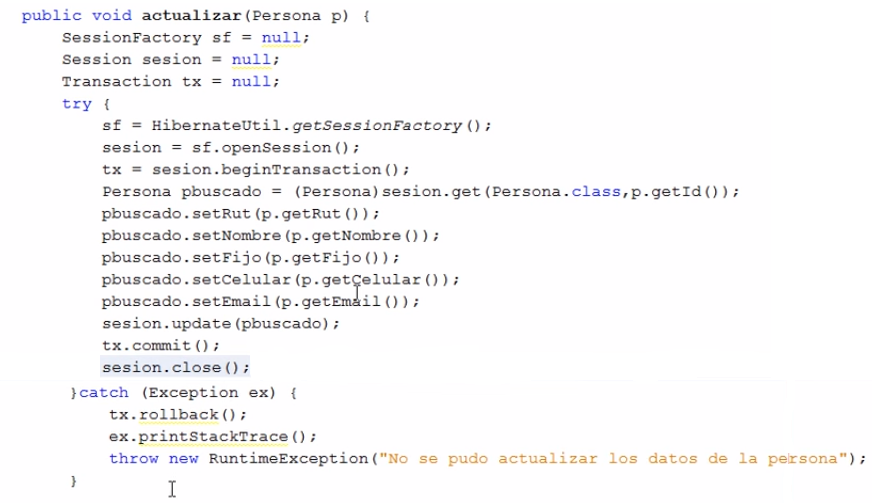 public void actualizar(Persona p) {
SessionFactory sf = null;
Session sesion = null;
Transaction tx = null;
try {
sf = HibernateUtil.getSessionFactory();
sesion = sf.openSession();
tx = sesion.beginTransaction();
Persona pbuscado = (Persona)sesion.get(Persona.class,p.getId());
pbuscado.setRut(p.getRut());
pbuscado.setNombre(p.getNombre());
pbuscado.setFijo(p.getFijo());
pbuscado.setCelular(p.getCelular());
pbuscado.setEmail(p.getEmail());
sesion.update(pbuscado);
tx.commit();
sesion.close();
}catch (Exception ex) {
tx.rollback();
ex.printStackTrace();
throw new RuntimeException("No se pudo actualizar los datos de la persona");
}